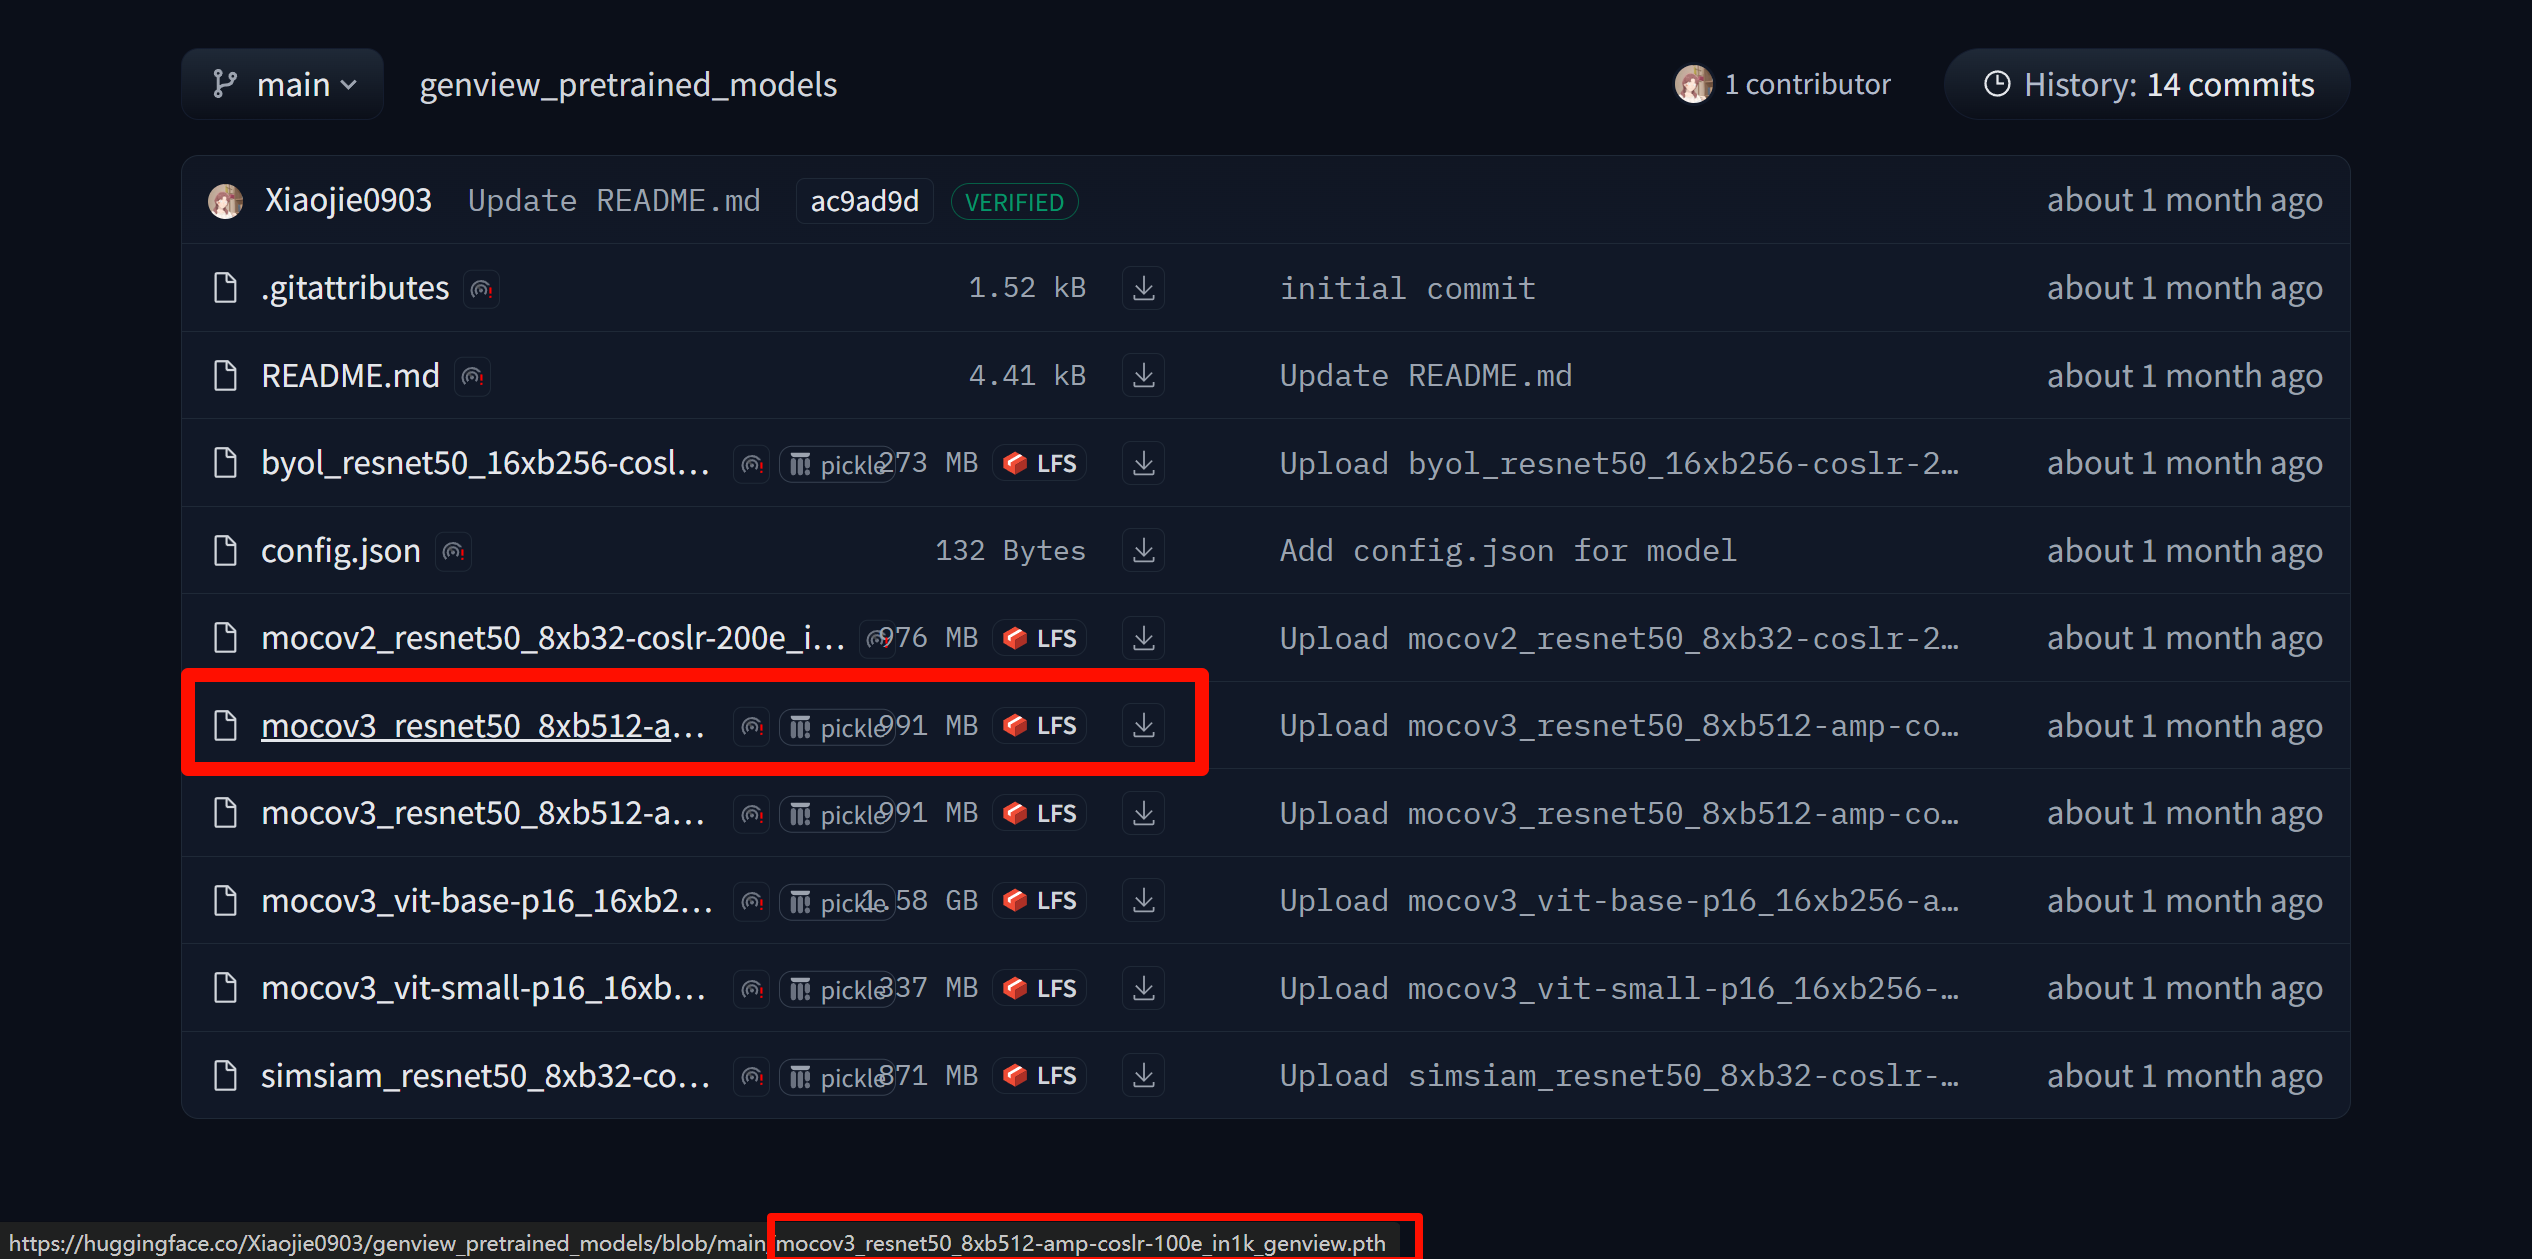 main genview_pretrained_models 1 contributor History: 14 commits
Xiaojie0903 Update README.md ac9ad9d VERIFIED about 1 month ago
.gitattributes 1.52 kB initial commit about 1 month ago
README.md 4.41 kB Update README.md about 1 month ago
byol_resnet50_16xb256-cosl... pickle 273 MB LFS Upload byol_resnet50_16xb256-coslr-2... about 1 month ago
config.json 132 Bytes Add config.json for model about 1 month ago
mocov2_resnet50_8xb32-coslr-200e_i... 976 MB LFS Upload mocov2_resnet50_8xb32-coslr-2... about 1 month ago
mocov3_resnet50_8xb512-a... pickle 991 MB LFS Upload mocov3_resnet50_8xb512-amp-co... about 1 month ago
mocov3_resnet50_8xb512-a... pickle 991 MB LFS Upload mocov3_resnet50_8xb512-amp-co... about 1 month ago
mocov3_vit-base-p16_16xb2... pickle 1.58 GB LFS Upload mocov3_vit-base-p16_16xb256-a... about 1 month ago
mocov3_vit-small-p16_16xb... pickle 337 MB LFS Upload mocov3_vit-small-p16_16xb256-... about 1 month ago
simsiam_resnet50_8xb32-co... pickle 871 MB LFS Upload simsiam_resnet50_8xb32-coslr-... about 1 month ago
https://huggingface.co/Xiaojie0903/genview_pretrained_models/blob/main/mocov3_resnet50_8xb512-amp-coslr-100e_in1k_genview.pth